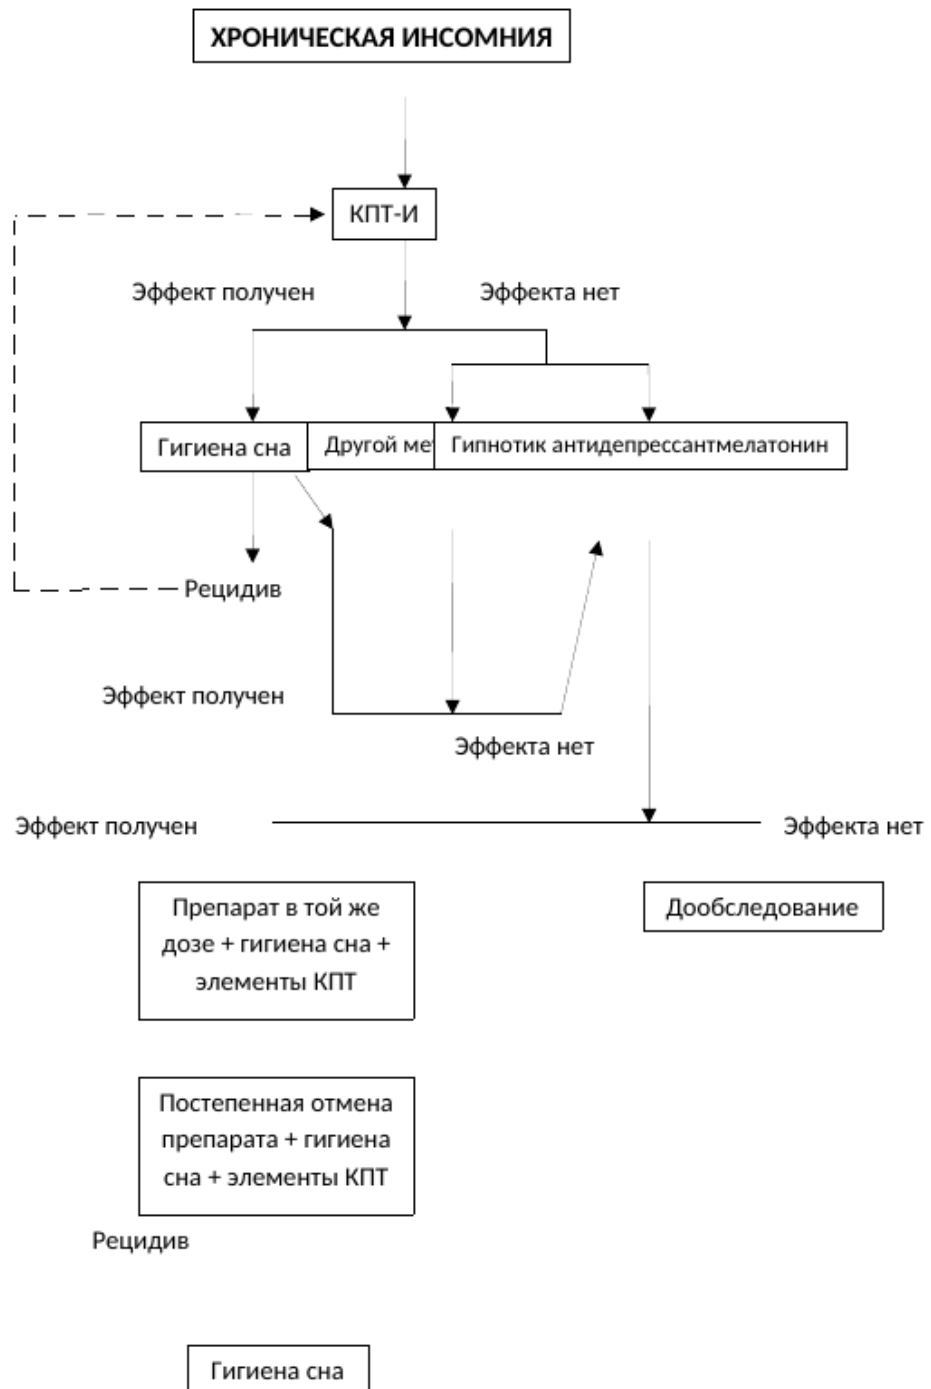 ХРОНИЧЕСКАЯ ИНСОМНИЯ
КПТ-И
Эффект получен
Эффекта нет
Гигиена сна
Другой
Гипнотик антидепрессантмелатонин
Рецидив
Эффект получен
Эффекта нет
Эффект получен
Эффекта нет
Препарат в той же
дозе + гигиена сна +
элементы КПТ
Дообследование
Постепенная отмена
препарата + гигиена
сна + элементы КПТ
Рецидив
Гигиена сна